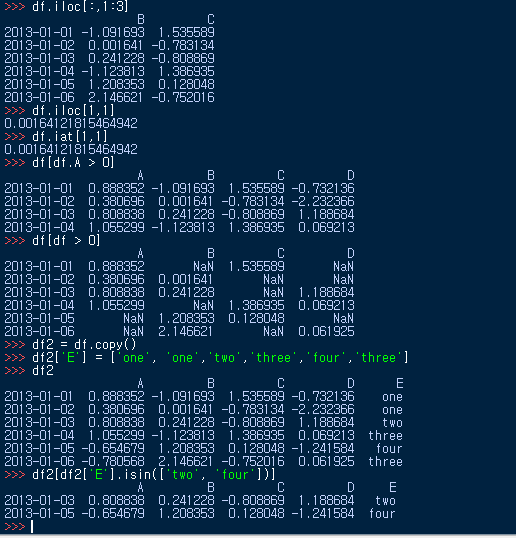 >>> df.iloc[:,1:3]
                   B         C
2013-01-01 -1.091693  1.535589
2013-01-02  0.001641 -0.783134
2013-01-03  0.241228 -0.808869
2013-01-04 -1.123813  1.386935
2013-01-05  1.208353  0.128048
2013-01-06  2.146621 -0.752016
>>> df.iloc[1,1]
0.00164121815464942
>>> df.iat[1,1]
0.00164121815464942
>>> df[df.A > 0]
                   A         B         C         D
2013-01-01  0.888352 -1.091693  1.535589 -0.732136
2013-01-02  0.380696  0.001641 -0.783134 -2.232366
2013-01-03  0.808838  0.241228 -0.808869  1.188684
2013-01-04  1.055299 -1.123813  1.386935  0.069213
>>> df[df > 0]
                   A         B         C         D
2013-01-01  0.888352       NaN  1.535589       NaN
2013-01-02  0.380696  0.001641       NaN       NaN
2013-01-03  0.808838  0.241228       NaN  1.188684
2013-01-04  1.055299       NaN  1.386935  0.069213
2013-01-05       NaN  1.208353  0.128048       NaN
2013-01-06       NaN  2.146621       NaN  0.061925
>>> df2 = df.copy()
>>> df2['E'] = ['one', 'one','two','three','four','three']
>>> df2
                   A         B         C         D      E
2013-01-01  0.888352 -1.091693  1.535589 -0.732136    one
2013-01-02  0.380696  0.001641 -0.783134 -2.232366    one
2013-01-03  0.808838  0.241228 -0.808869  1.188684    two
2013-01-04  1.055299 -1.123813  1.386935  0.069213  three
2013-01-05 -0.654679  1.208353  0.128048 -1.241584   four
2013-01-06 -0.780568  2.146621 -0.752016  0.061925  three
>>> df2[df2['E'].isin(['two', 'four'])]
                   A         B         C         D     E
2013-01-03  0.808838  0.241228 -0.808869  1.188684   two
2013-01-05 -0.654679  1.208353  0.128048 -1.241584  four
>>>